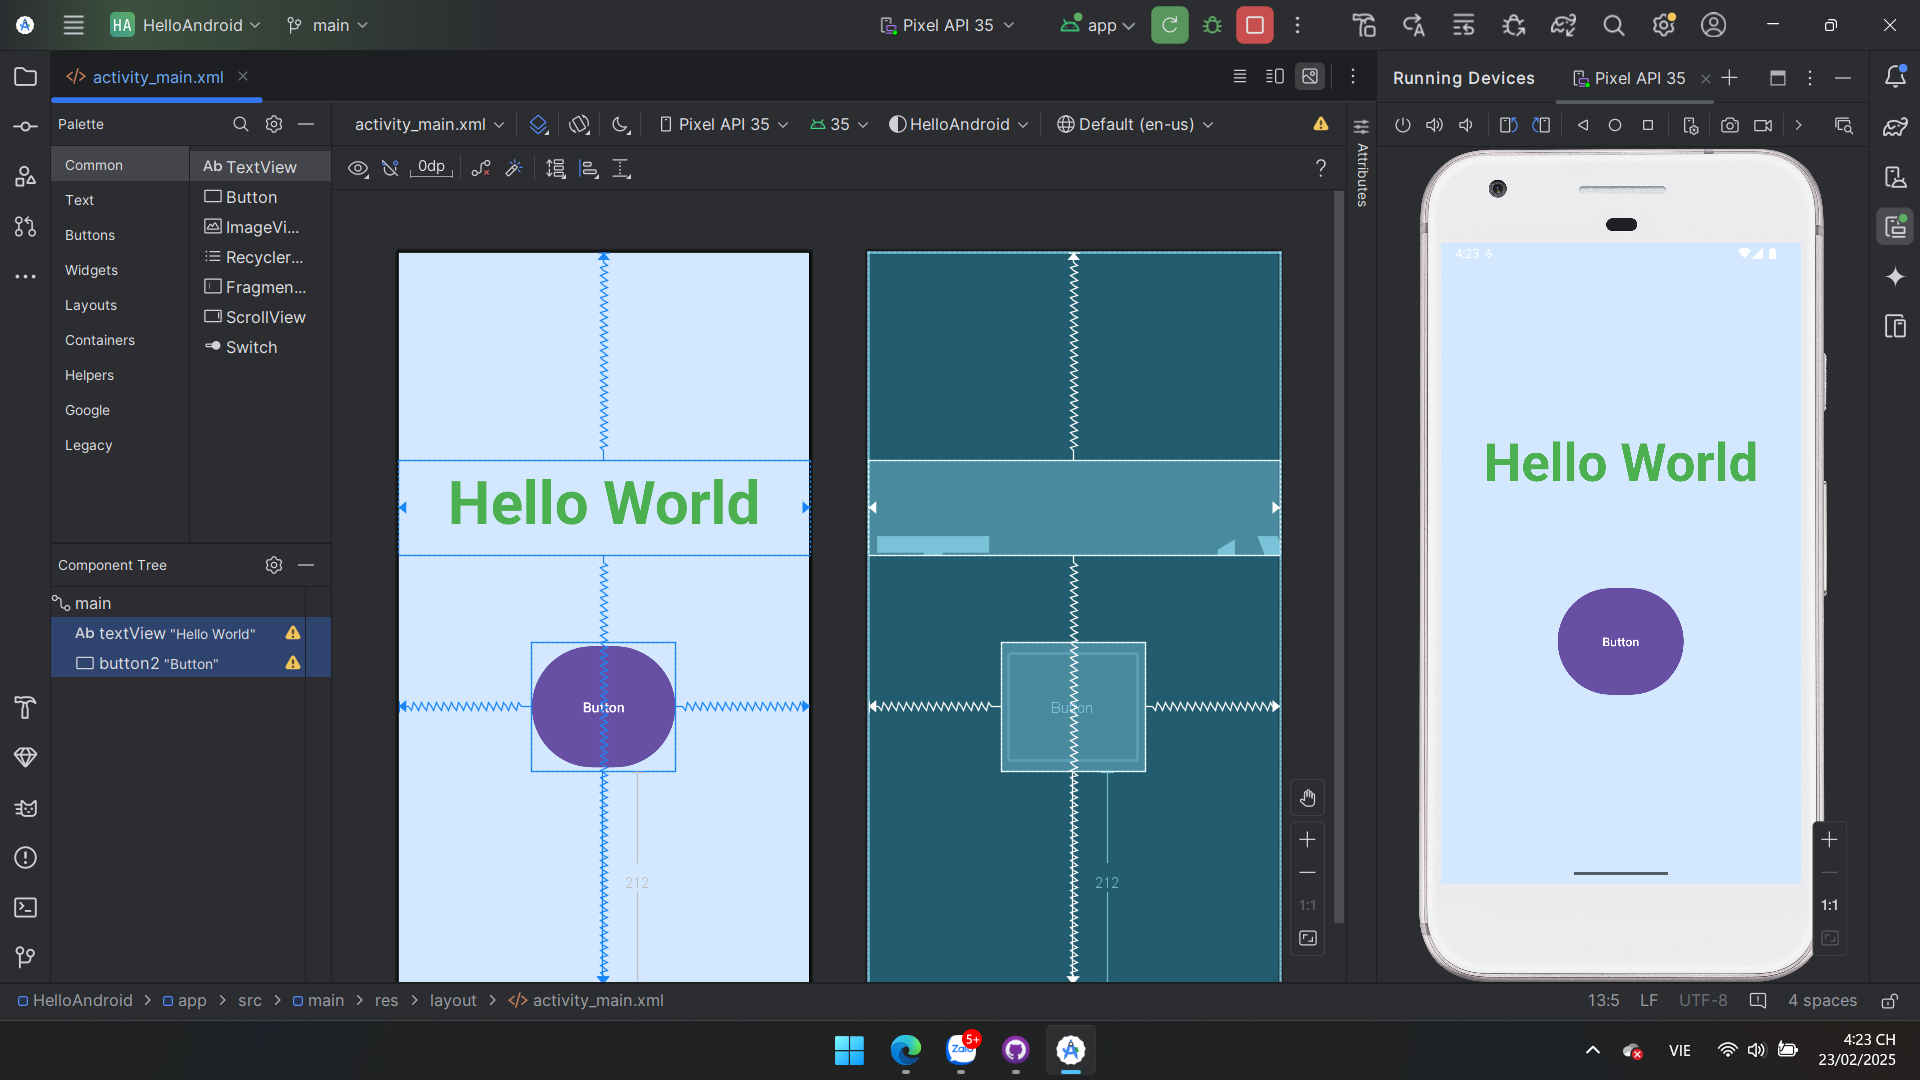 HA HelloAndroid main Pixel API 35 app
activity_main.xml
Running Devices Pixel API 35
Palette
activity_main.xml Pixel API 35 35 HelloAndroid Default (en-us)
Common
Text
Buttons
Widgets
Layouts
Containers
Helpers
Google
Legacy
Ab TextView
Button
ImageVi...
Recycler...
Fragmen...
ScrollView
Switch
0dp
?
Attributes
Component Tree
main
Ab textView "Hello World"
button2 "Button"
Hello World
Button
212
Button
212
1:1
4:23
Hello World
Button
1:1
HelloAndroid > app > src > main > res > layout > activity_main.xml
13:5 LF UTF-8 4 spaces
Zalo 5+
VIE
4:23 CH
23/02/2025